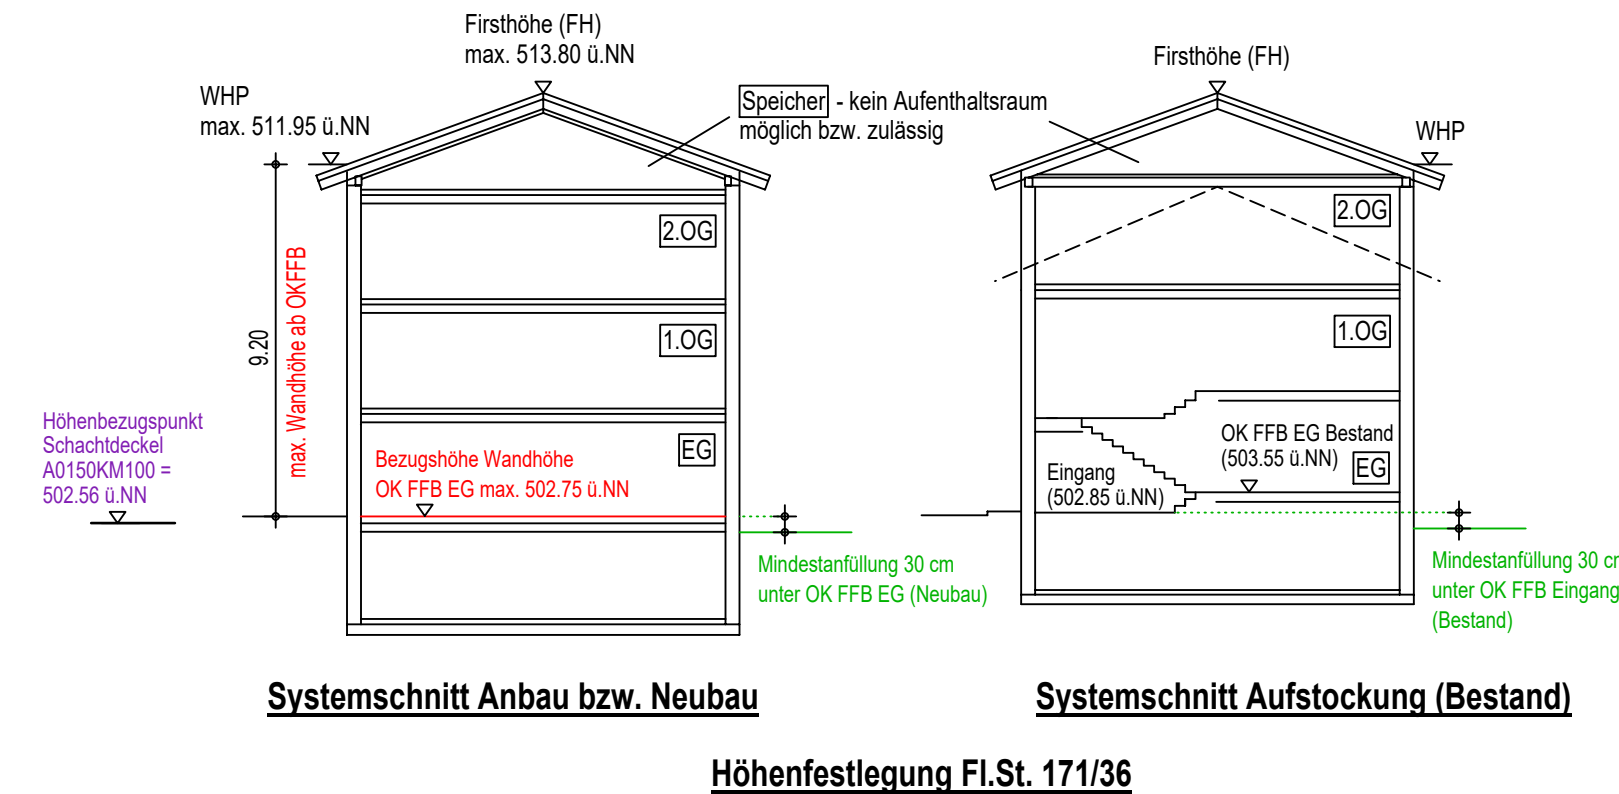 Firsthöhe (FH)
max. 513.80 ü.NN
WHP
max. 511.95 ü.NN
Speicher - kein Aufenthaltsraum
möglich bzw. zulässig
Firsthöhe (FH)
WHP
2.OG
1.OG
EG
9.20
max. Wandhöhe ab OKFFB
Höhenbezugspunkt
Schachtdeckel
A0150KM100 =
502.56 ü.NN
Bezugshöhe Wandhöhe
OK FFB EG max. 502.75 ü.NN
Mindestanfüllung 30 cm
unter OK FFB EG (Neubau)
2.OG
1.OG
OK FFB EG Bestand
(503.55 ü.NN)
EG
Eingang
(502.85 ü.NN)
Mindestanfüllung 30 cr
unter OK FFB Eingang
(Bestand)
Systemschnitt Anbau bzw. Neubau
Systemschnitt Aufstockung (Bestand)
Höhenfestlegung Fl.St. 171/36